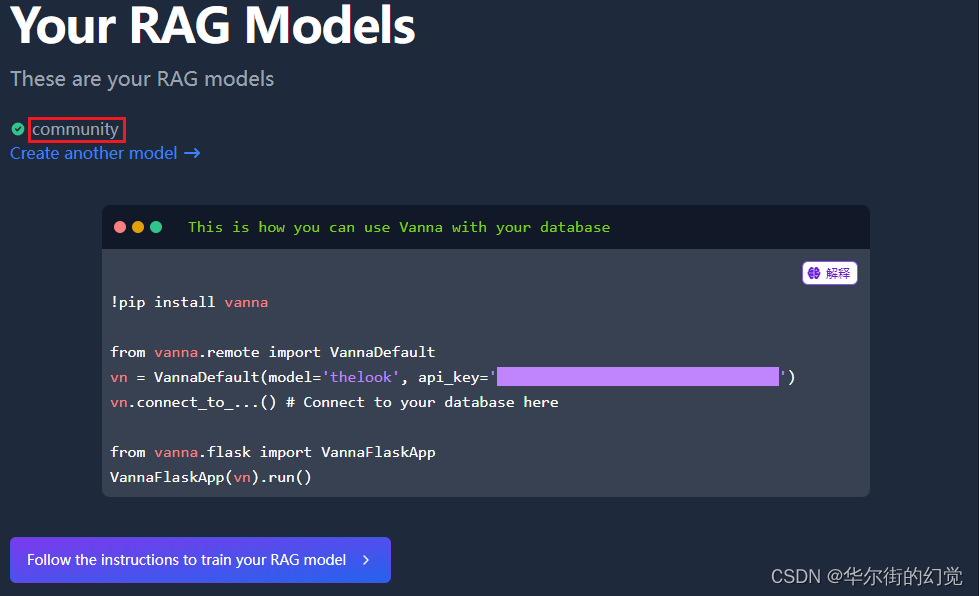 Your RAG Models
These are your RAG models
community
Create another model →
This is how you can use Vanna with your database
解释
!pip install vanna
from vanna.remote import VannaDefault
vn = VannaDefault(model='thelook', api_key='')
vn.connect_to_...() # Connect to your database here
from vanna.flask import VannaFlaskApp
VannaFlaskApp(vn).run()
Follow the instructions to train your RAG model
CSDN @华尔街的幻觉